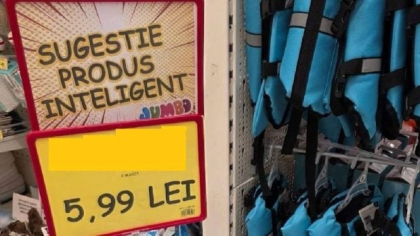 SUGESTIE
PRODUS
INTELIGENT
JUMBO
5,99 LEI